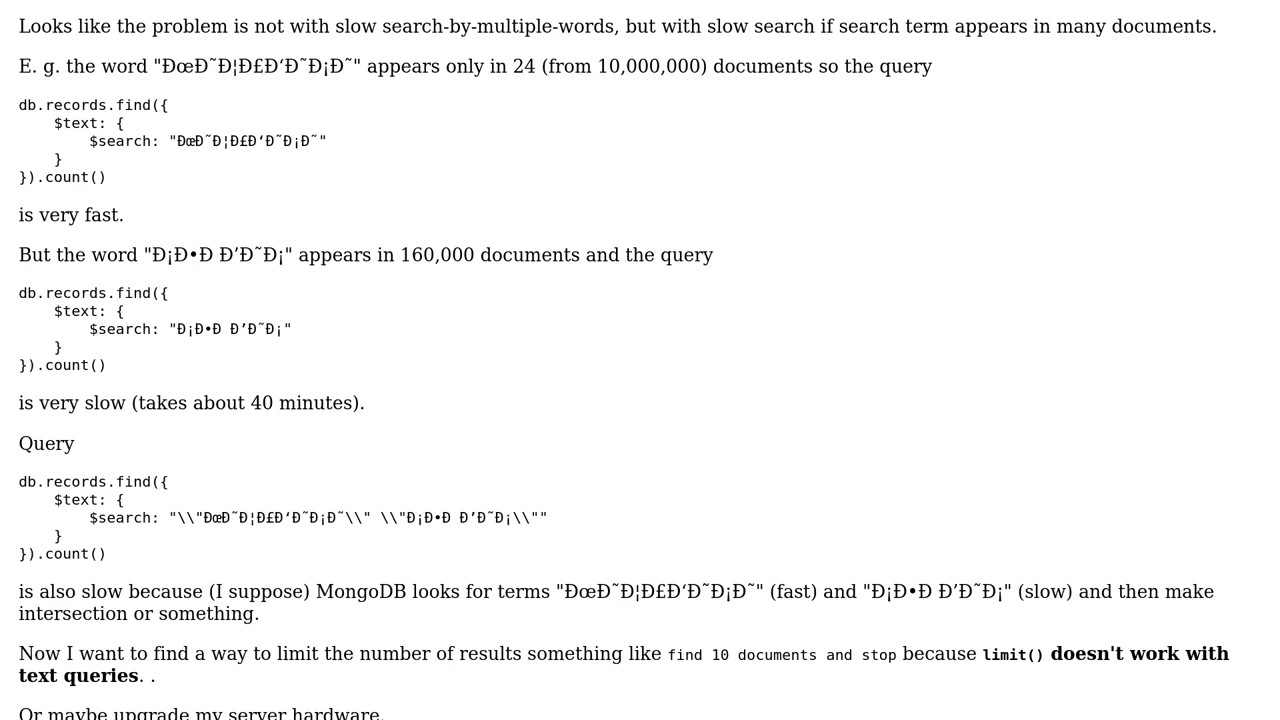 Looks like the problem is not with slow search-by-multiple-words, but with slow search if search term appears in many documents.
E. g. the word "ÐœÐ˜Ð¦Ð£Ð‘Ð˜Ð¡Ð˜" appears only in 24 (from 10,000,000) documents so the query
db.records.find({
    $text: {
        $search: "ÐœÐ˜Ð¦Ð£Ð‘Ð˜Ð¡Ð˜"
    }
}).count()
is very fast.
But the word "Ð¡Ð•Ð Ð’Ð˜Ð¡" appears in 160,000 documents and the query
db.records.find({
    $text: {
        $search: "Ð¡Ð•Ð Ð’Ð˜Ð¡"
    }
}).count()
is very slow (takes about 40 minutes).
Query
db.records.find({
    $text: {
        $search: "\\"ÐœÐ˜Ð¦Ð£Ð‘Ð˜Ð¡Ð˜\\" \\"Ð¡Ð•Ð Ð’Ð˜Ð¡\\""
    }
}).count()
is also slow because (I suppose) MongoDB looks for terms "ÐœÐ˜Ð¦Ð£Ð‘Ð˜Ð¡Ð˜" (fast) and "Ð¡Ð•Ð Ð’Ð˜Ð¡" (slow) and then make
intersection or something.
Now I want to find a way to limit the number of results something like find 10 documents and stop because limit() doesn't work with
text queries. .
Or maybe upgrade my server hardware.